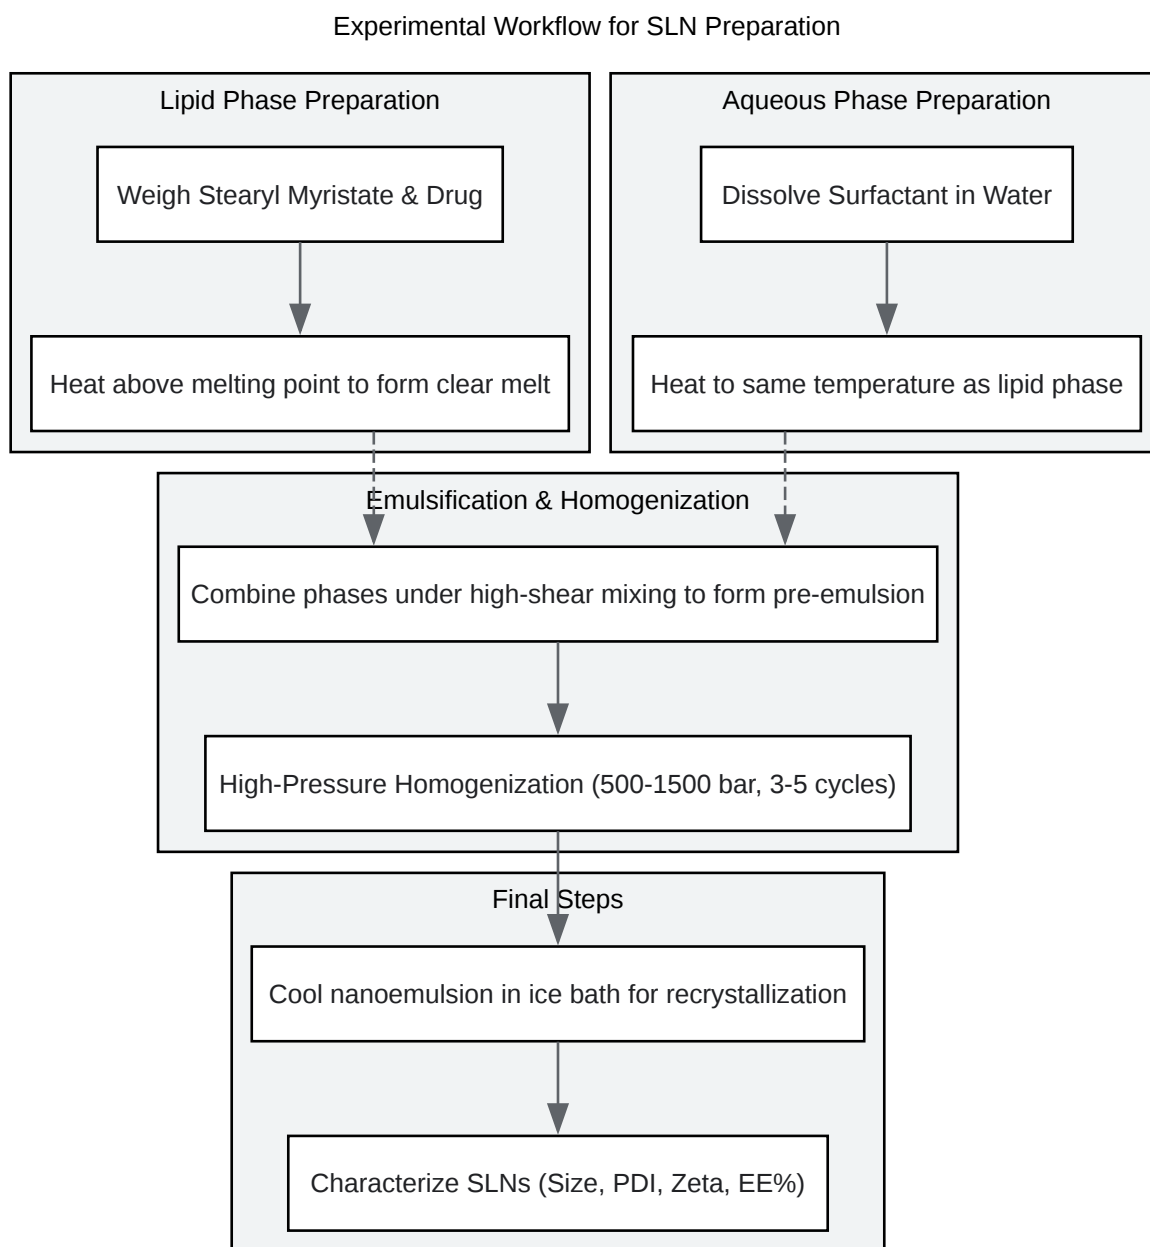 Experimental Workflow for SLN Preparation
Lipid Phase Preparation
Weigh Stearyl Myristate & Drug
Heat above melting point to form clear melt
Aqueous Phase Preparation
Dissolve Surfactant in Water
Heat to same temperature as lipid phase
Emulsification & Homogenization
Combine phases under high-shear mixing to form pre-emulsion
High-Pressure Homogenization (500-1500 bar, 3-5 cycles)
Final Steps
Cool nanoemulsion in ice bath for recrystallization
Characterize SLNs (Size, PDI, Zeta, EE%)